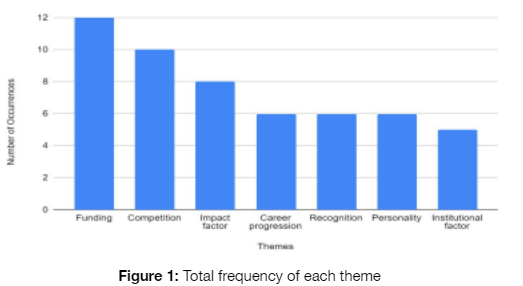 12
10
8
6
4
2
0
Number of Occurrences
Funding Competition Impact factor Career progression Recognition Personality Institutional factor
Themes
Figure 1: Total frequency of each theme